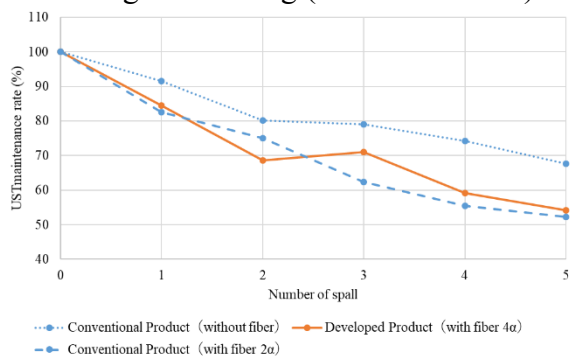 USTmaintenance rate (%)
110
100
90
80
70
60
50
40
0
1
2
3
4
5
Number of spall
Conventional Product（without fiber）
Developed Product（with fiber 4α）
Conventional Product（with fiber 2α）